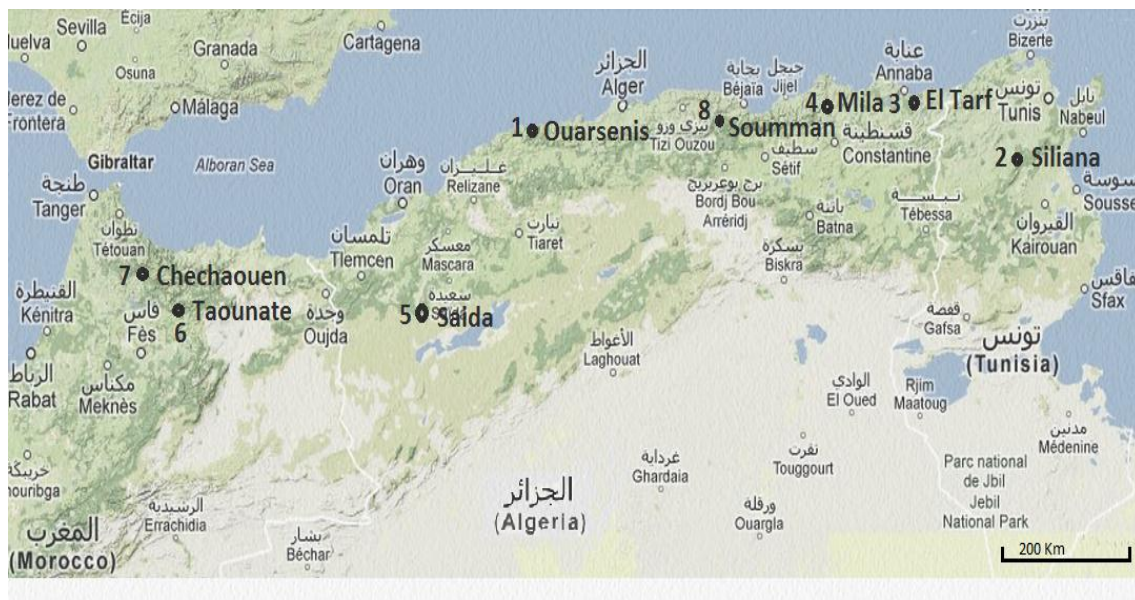 Écija
Sevilla
uelva
Granada
Osuna
Cartagena
Jerez de
Frontera
Málaga
Gibraltar
Alboran Sea
طنجة
Tanger
تطوان
Tétouan
7 Chechaouen
القنيطرة
Kénitra
فاس
Fès
6
Taounate
الرباط
Rabat
مكناس
Meknès
خريبڭة
ouribga
المغرب
(Morocco)
الرشيدية
Errachidia
وجدة
Oujda
وهران
Oran
غليزان
Relizane
تلمسان
Tlemcen
معسكر
Mascara
سعيدة
5 Saida
تيارت
Tiaret
1 Ouarsenis
الجزائر
Alger
تيزي وزو
Tizi Ouzou
8
Soumman
بجاية
Béjaïa
جيجل
Jijel
4 Mila
3 El Tarf
عنابة
Annaba
قسنطينة
Constantine
سطيف
Sétif
برج بوعريريج
Bordj Bou
Arréridj
باتنة
Batna
تبسة
Tébessa
بسكرة
Biskra
بنزرت
Bizerte
تونس
Tunis
نابل
Nabeul
2 Siliana
سوسة
Sousse
القيروان
Kairouan
صفاقس
Sfax
قفصة
Gafsa
تونس
(Tunisia)
الأغواط
Laghouat
الوادي
El Oued
Rjim
Maatoug
مدنين
Médenine
غرداية
Ghardaia
تقرت
Touggourt
Parc national
de Jbil
Jebil
National Park
ورقلة
Ouargla
الجزائر
(Algeria)
بشار
Béchar
200 Km